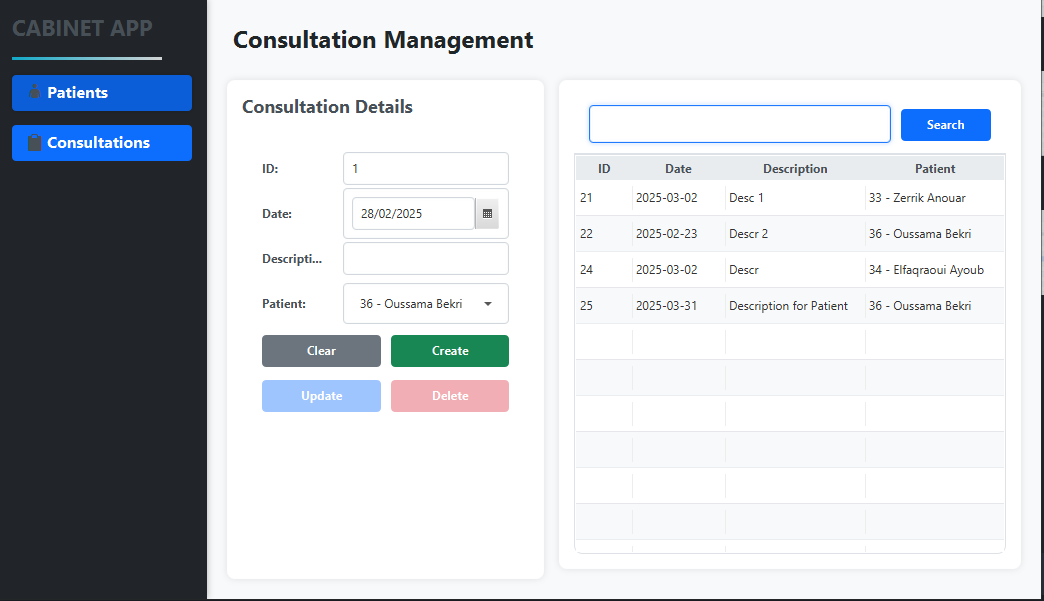 CABINET APP
Patients
Consultations
Consultation Management
Consultation Details
ID: 1
Date: 28/02/2025
Descripti...
Patient: 36 - Oussama Bekri
Clear Create
Update Delete
Search
ID Date Description Patient
21 2025-03-02 Desc 1 33 - Zerrik Anouar
22 2025-02-23 Descr 2 36 - Oussama Bekri
24 2025-03-02 Descr 34 - Elfaqraoui Ayoub
25 2025-03-31 Description for Patient 36 - Oussama Bekri